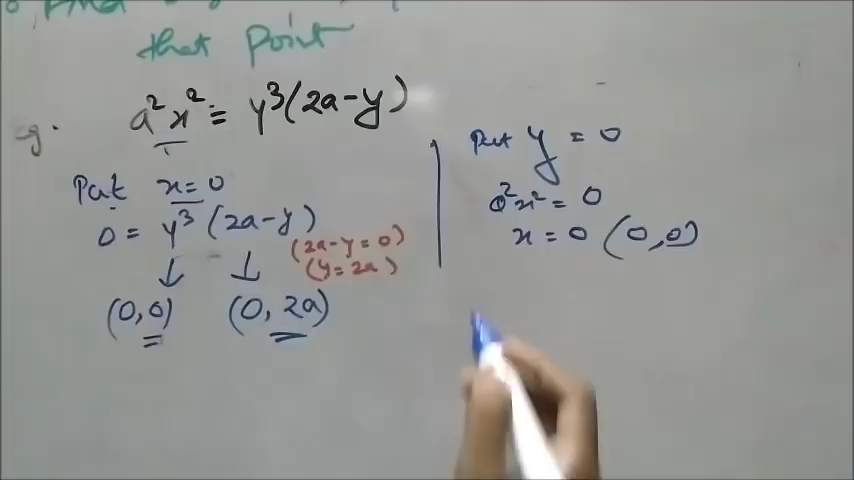 that point
eg. a²x² = y³(2a-y)
Put x = 0
0 = y³ (2a-y)
(2a-y = 0)
(y = 2a)
↓ ↓
(0,0) (0, 2a)
Put y = 0
a²x² = 0
x = 0 (0,0)